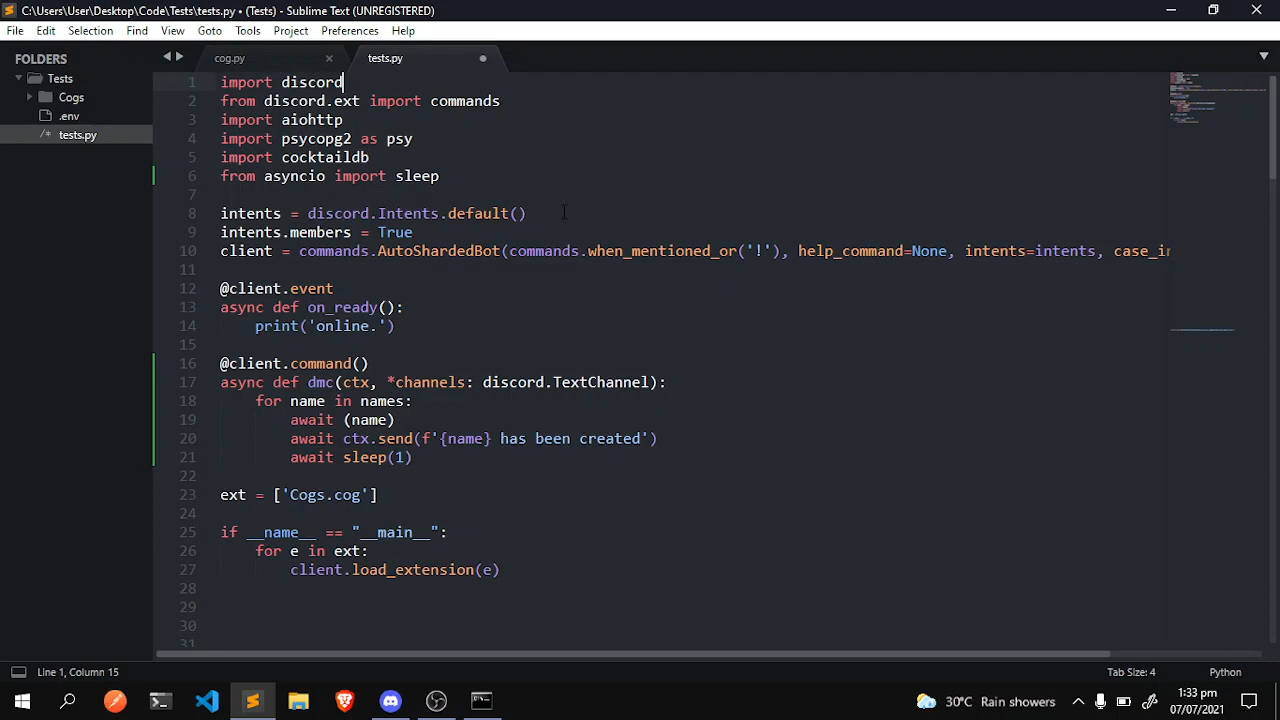 C:\Users\User\Desktop\Code\Tests\tests.py • (Tests) - Sublime Text (UNREGISTERED)
File Edit Selection Find View Goto Tools Project Preferences Help
FOLDERS
Tests
Cogs
.env
/* tests.py
cog.py × tests.py
1 import discord
2 from discord.ext import commands
3 import aiohttp
4 import psycopg2 as psy
5 import cocktaildb
6 from asyncio import sleep
7
8 intents = discord.Intents.default()
9 intents.members = True
10 client = commands.AutoShardedBot(commands.when_mentioned_or('!'), help_command=None, intents=intents, case_in
11
12 @client.event
13 async def on_ready():
14     print('online.')
15
16 @client.command()
17 async def dmc(ctx, *channels: discord.TextChannel):
18     for name in names:
19         await (name)
20         await ctx.send(f'{name} has been created')
21         await sleep(1)
22
23 ext = ['Cogs.cog']
24
25 if __name__ == "__main__":
26     for e in ext:
27         client.load_extension(e)
28
29
30
31
Line 1, Column 15 Tab Size: 4 Python
30°C Rain showers 1:33 pm
07/07/2021